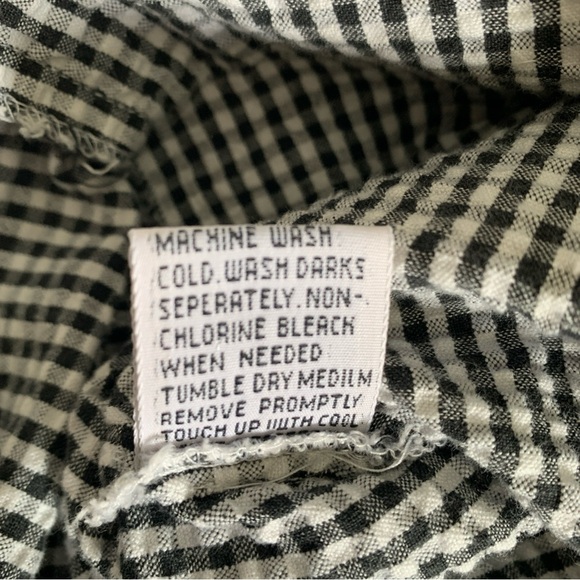 MACHINE WASH
COLD. WASH DARKS
SEPERATELY. NON-
CHLORINE BLEACH
WHEN NEEDED
TUMBLE DRY MEDIUM
REMOVE PROMPTLY
TOUCH UP WITH COOL